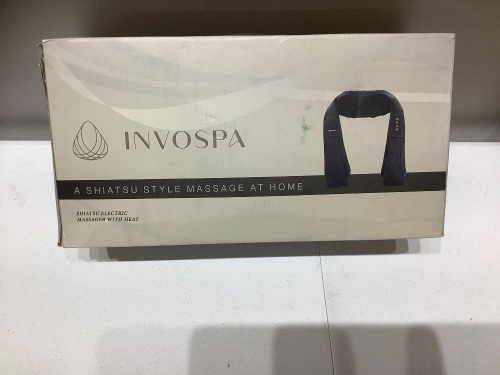 INVOSPA
A SHIATSU STYLE MASSAGE AT HOME
SHIATSU ELECTRIC
MASSAGER WITH HEAT